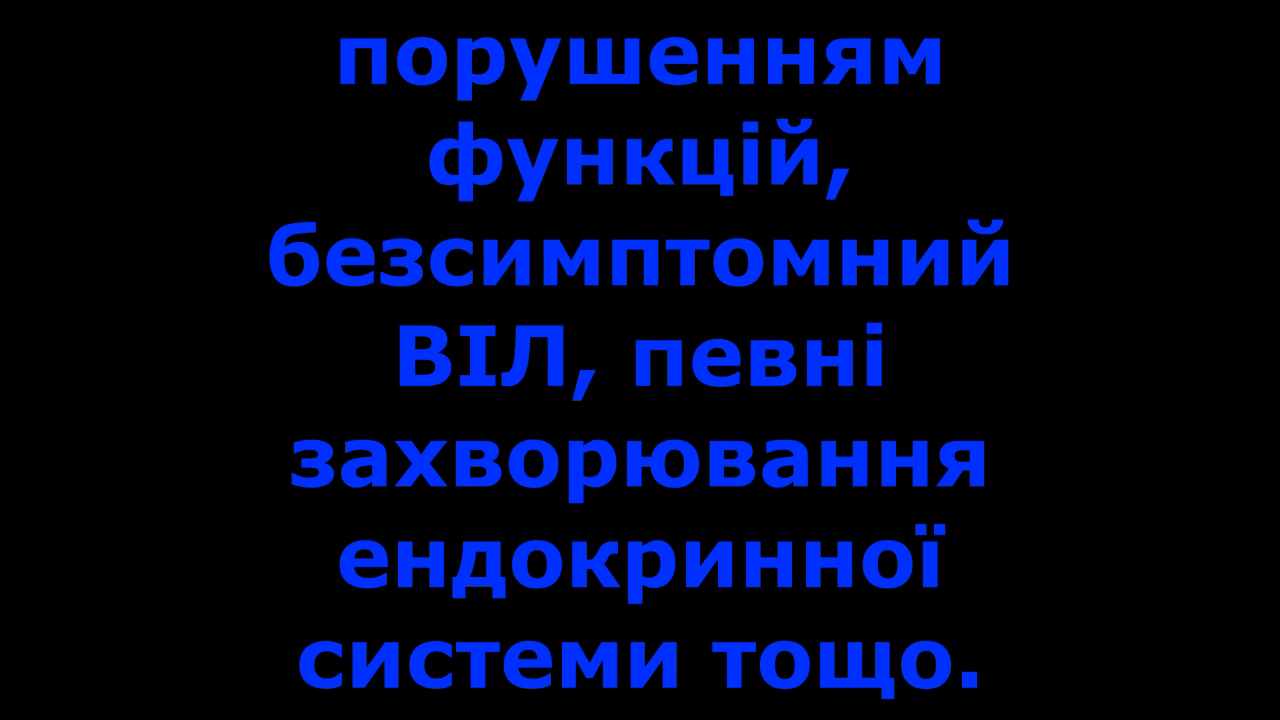 порушенням
функцій,
безсимптомний
ВІЛ, певні
захворювання
ендокринної
системи тощо.